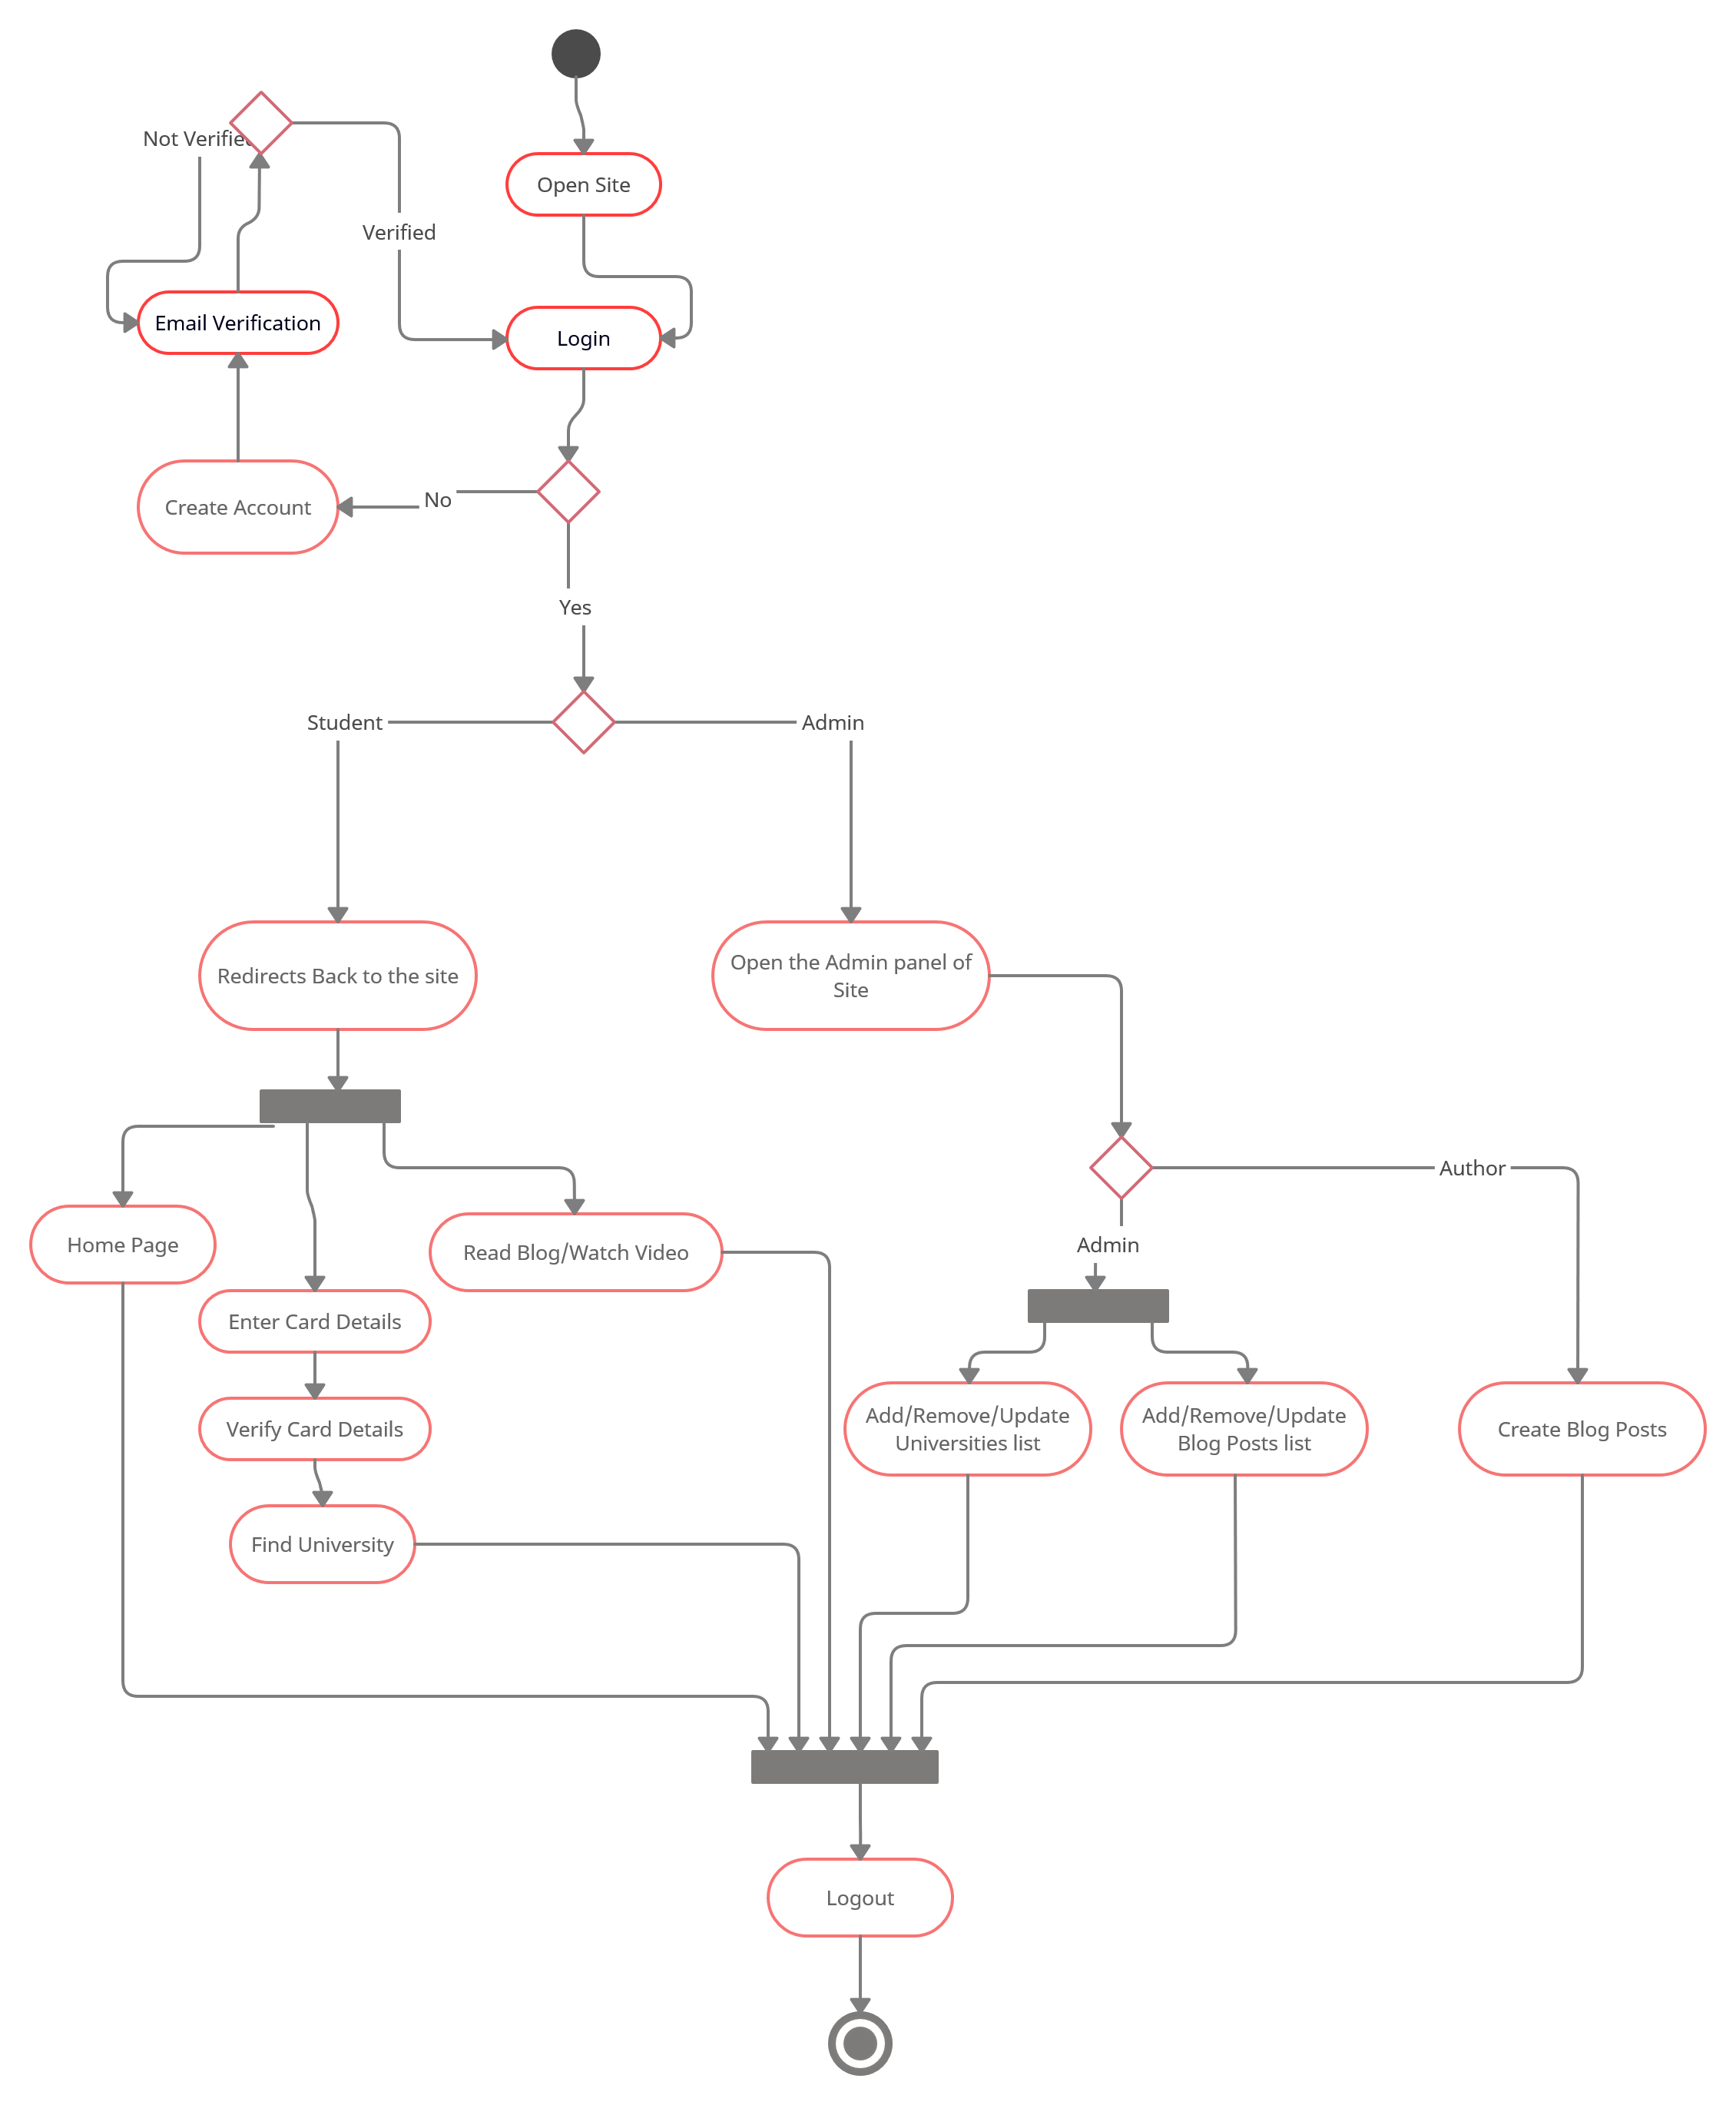 Not Verified
Open Site
Verified
Email Verification
Login
Create Account
No
Yes
Student
Admin
Redirects Back to the site
Open the Admin panel of
Site
Author
Home Page
Read Blog/Watch Video
Admin
Enter Card Details
Verify Card Details
Add/Remove/Update
Universities list
Add/Remove/Update
Blog Posts list
Create Blog Posts
Find University
Logout